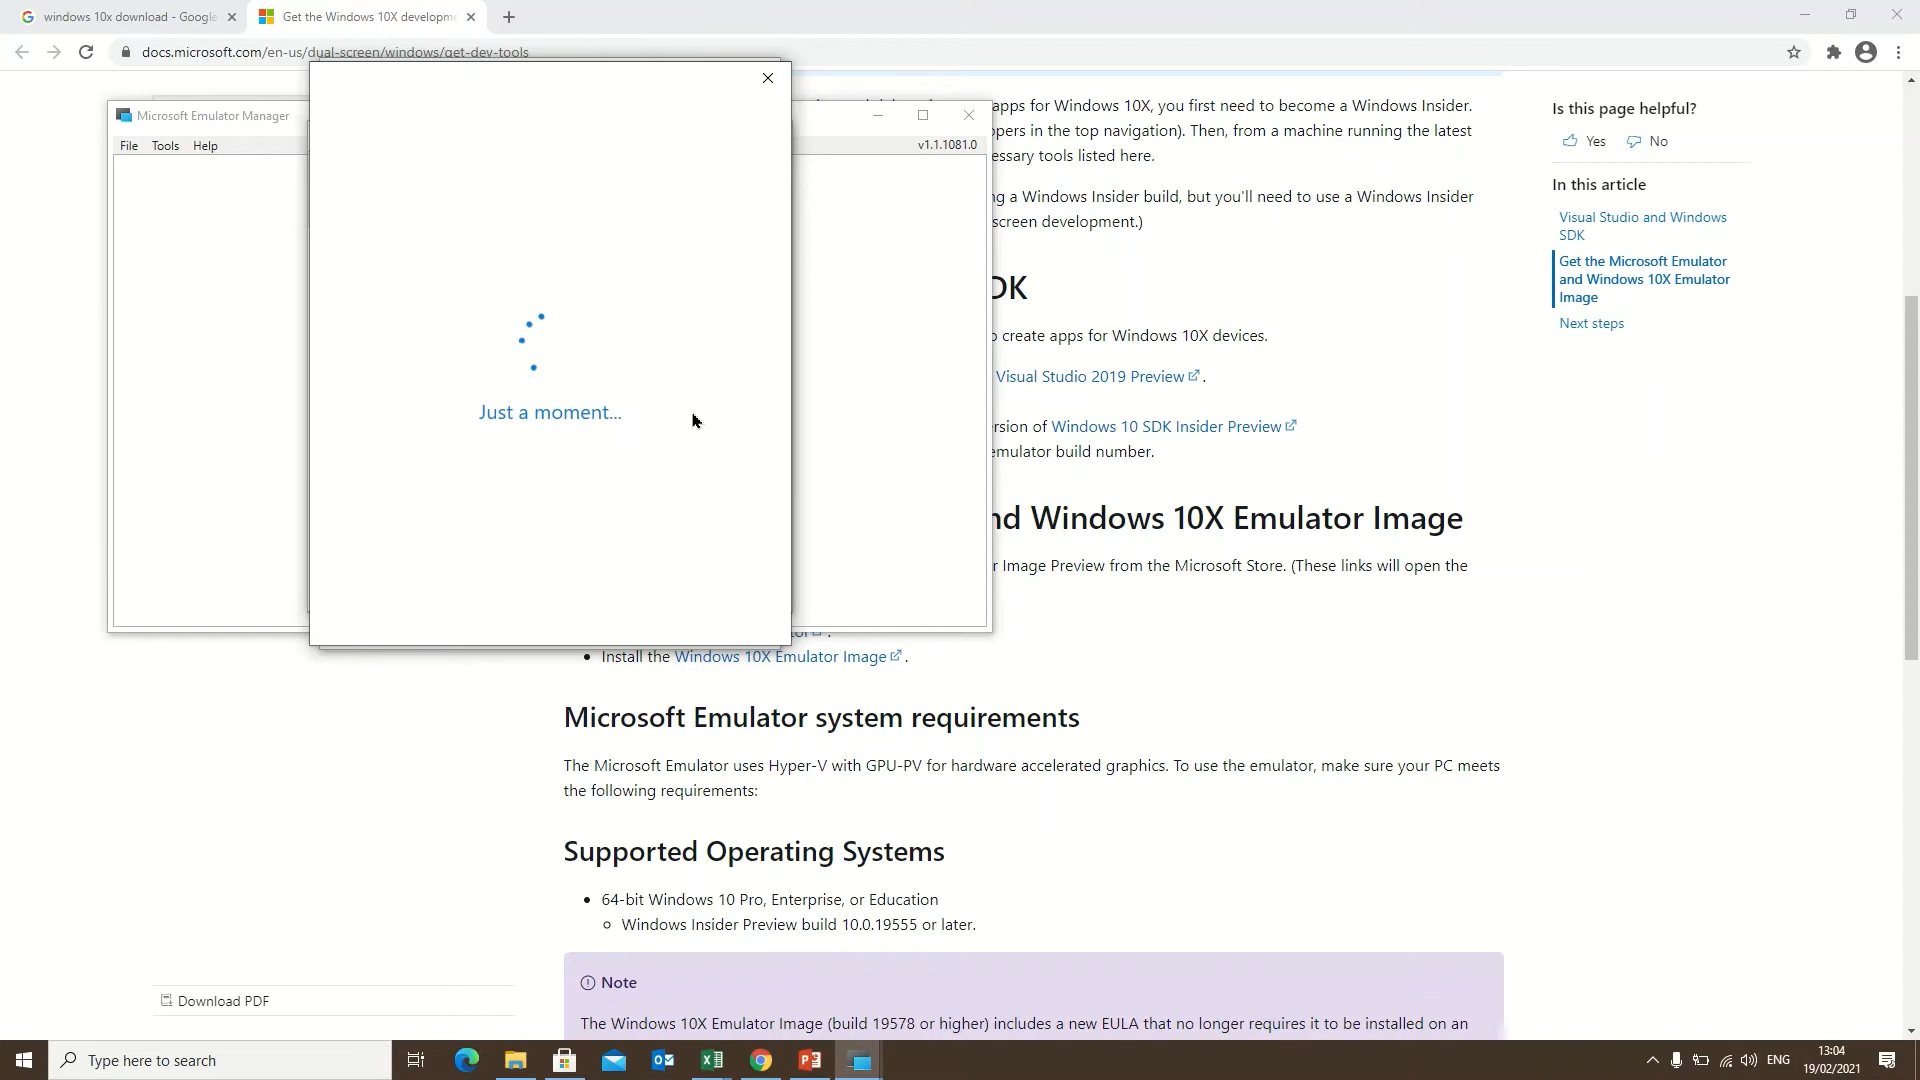 windows 10x download - Google
Get the Windows 10X developme
docs.microsoft.com/en-us/dual-screen/windows/get-dev-tools
Microsoft Emulator Manager
File Tools Help
v1.1.1081.0
Just a moment...
apps for Windows 10X, you first need to become a Windows Insider.
pers in the top navigation). Then, from a machine running the latest
essary tools listed here.
ng a Windows Insider build, but you'll need to use a Windows Insider
screen development.)
DK
o create apps for Windows 10X devices.
Visual Studio 2019 Preview .
rsion of Windows 10 SDK Insider Preview
emulator build number.
nd Windows 10X Emulator Image
r Image Preview from the Microsoft Store. (These links will open the
• Install the Windows 10X Emulator Image .
Microsoft Emulator system requirements
The Microsoft Emulator uses Hyper-V with GPU-PV for hardware accelerated graphics. To use the emulator, make sure your PC meets
the following requirements:
Supported Operating Systems
• 64-bit Windows 10 Pro, Enterprise, or Education
o Windows Insider Preview build 10.0.19555 or later.
Note
The Windows 10X Emulator Image (build 19578 or higher) includes a new EULA that no longer requires it to be installed on an
Is this page helpful?
Yes No
In this article
Visual Studio and Windows
SDK
Get the Microsoft Emulator
and Windows 10X Emulator
Image
Next steps
Download PDF
Type here to search
ENG
13:04
19/02/2021